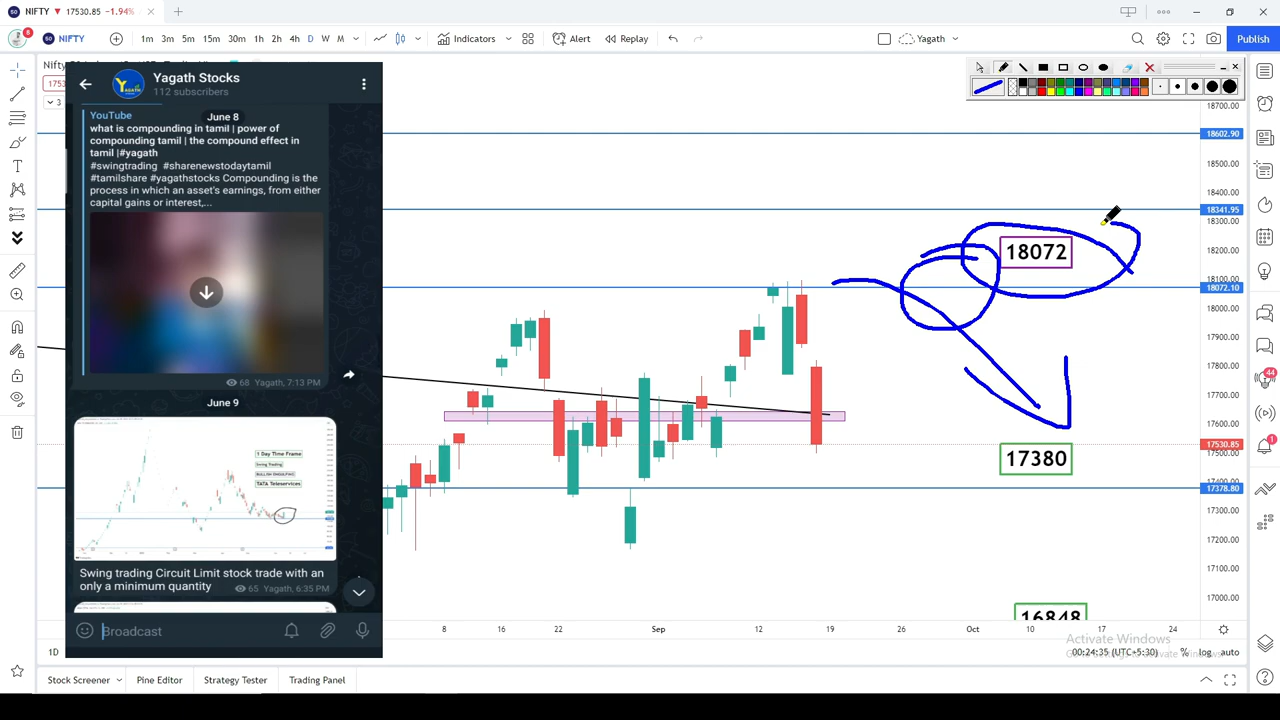 NIFTY ▼ 17530.85 −1.94%
8 NIFTY 1m 3m 5m 15m 30m 1h 2h 4h D W M Indicators Alert Replay Yagath Publish
Nifty
1753
3
Yagath Stocks
112 subscribers
YouTube
June 8
what is compounding in tamil | power of
compounding tamil | the compound effect in
tamil |#yagath
#swingtrading #sharenewstodaytamil
#tamilshare #yagathstocks Compounding is the
process in which an asset's earnings, from either
capital gains or interest,...
68 Yagath, 7:13 PM
June 9
1 Day Time Frame
Swing Trading
BULLISH ENGULFING
TATA Teleservices
Swing trading Circuit Limit stock trade with an
only a minimum quantity
65 Yagath, 6:35 PM
Broadcast
18072
17380
16848
18700.00
18602.90
18500.00
18400.00
18341.95
18300.00
18200.00
18100.00
18072.10
18000.00
17900.00
17800.00
17700.00
17600.00
17530.85
17500.00
17400.00
17378.80
17300.00
17200.00
17100.00
17000.00
44
1
8 16 22 Sep 12 19 26 Oct 10 17 24
Activate Windows
1D 00:24:35 (UTC+5:30) % log auto
Stock Screener Pine Editor Strategy Tester Trading Panel